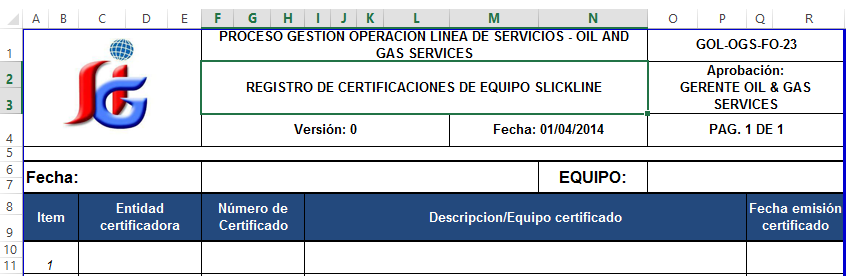 A B C D E F G H I J K L M N O P Q R
1 PROCESO GESTION OPERACIÓN LINEA DE SERVICIOS - OIL AND
GAS SERVICES
GOL-OGS-FO-23
2 REGISTRO DE CERTIFICACIONES DE EQUIPO SLICKLINE
Aprobación:
3 GERENTE OIL & GAS
SERVICES
4 Versión: 0 Fecha: 01/04/2014 PAG. 1 DE 1
5
6
7 Fecha: EQUIPO:
8
9
Item
Entidad
certificadora
Número de
Certificado
Descripcion/Equipo certificado
Fecha emisión
certificado
10
11 1